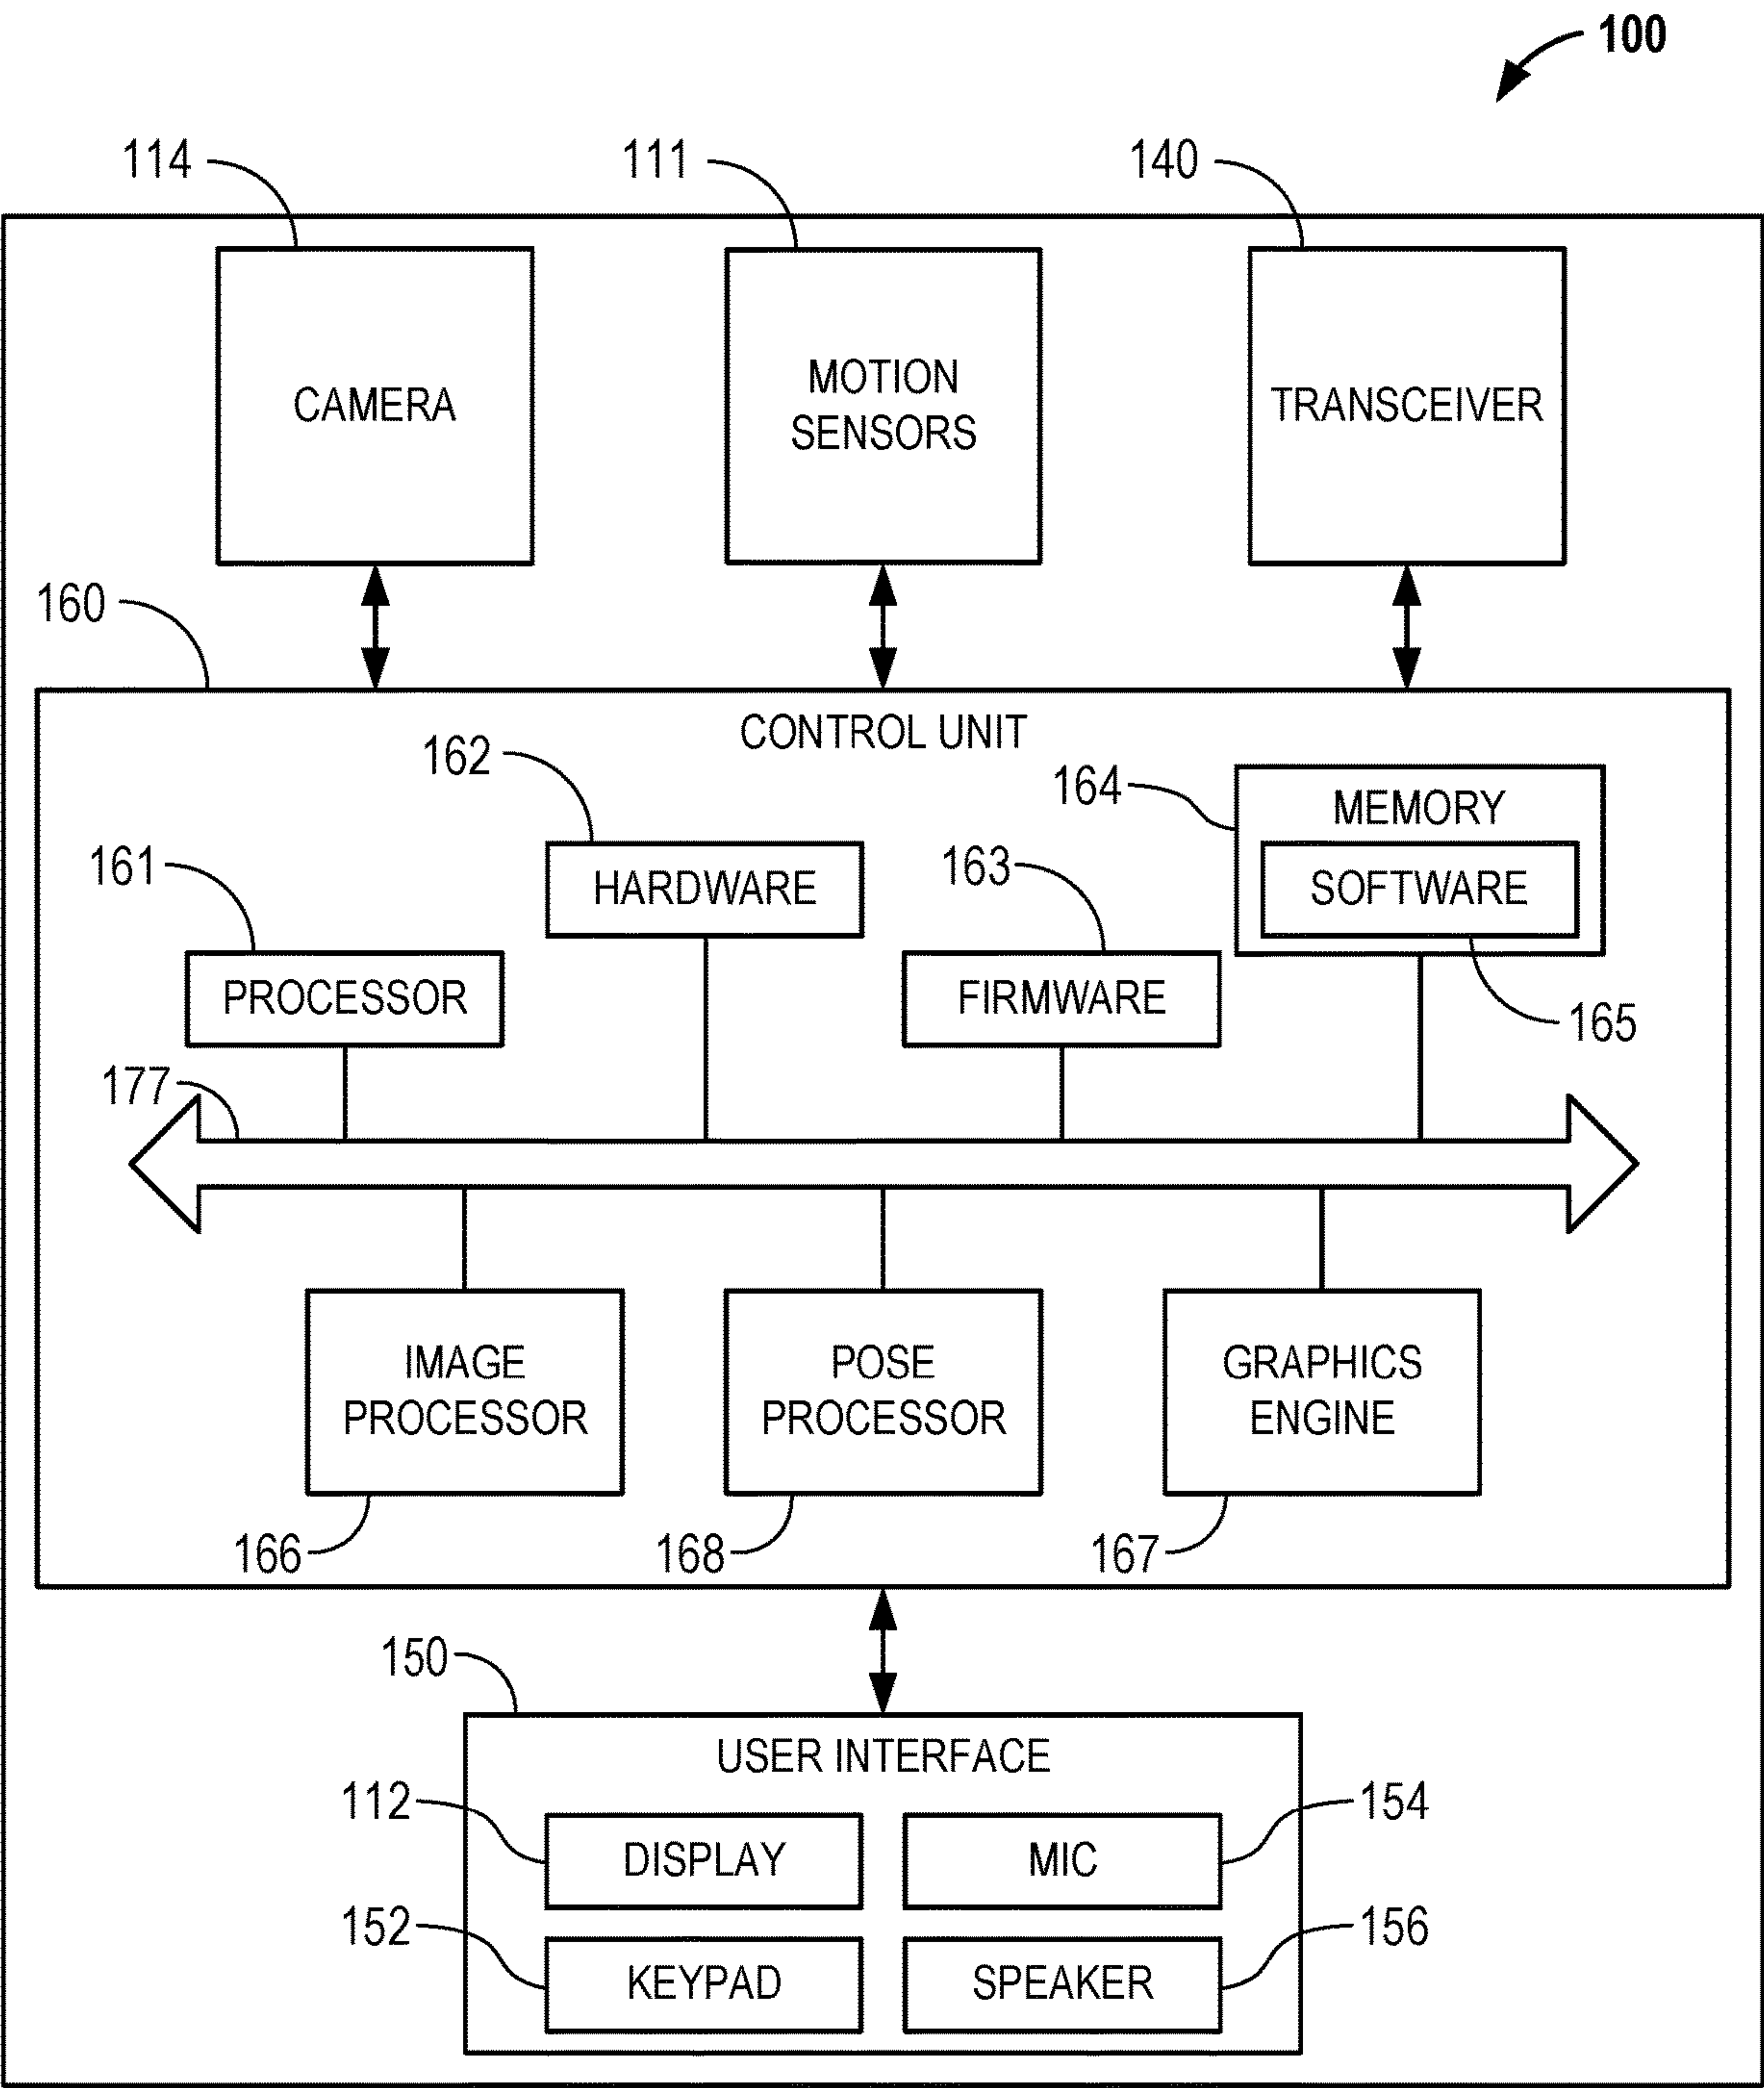 100
114
111
140
CAMERA
MOTION
SENSORS
TRANSCEIVER
160
CONTROL UNIT
162
164
MEMORY
161
HARDWARE
163
SOFTWARE
PROCESSOR
FIRMWARE
165
177
IMAGE
PROCESSOR
POSE
PROCESSOR
GRAPHICS
ENGINE
166
168
167
150
USER INTERFACE
112
DISPLAY
MIC
154
152
KEYPAD
SPEAKER
156